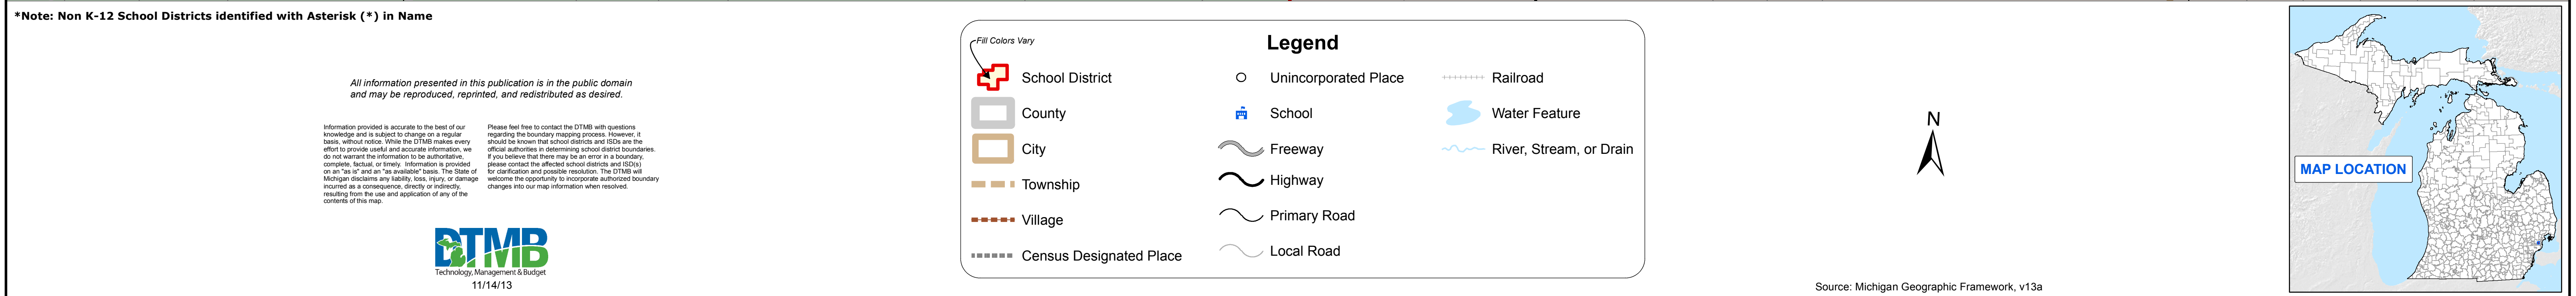 *Note: Non K-12 School Districts identified with Asterisk (*) in Name
All information presented in this publication is in the public domain
and may be reproduced, reprinted, and redistributed as desired.
Information provided is accurate to the best of our
knowledge and is subject to change on a regular
basis, without notice. While the DTMB makes every
effort to provide useful and accurate information, we
do not warrant the information to be authoritative,
complete, factual, or timely. Information is provided
on an "as is" and an "as available" basis. The State of
Michigan disclaims any liability, loss, injury, or damage
incurred as a consequence, directly or indirectly,
resulting from the use and application of any of the
contents of this map.
Please feel free to contact the DTMB with questions
regarding the boundary mapping process. However, it
should be known that school districts and ISDs are the
official authorities in determining school district boundaries.
If you believe that there may be an error in a boundary,
please contact the affected school districts and ISD(s)
for clarification and possible resolution. The DTMB will
welcome the opportunity to incorporate authorized boundary
changes into our map information when resolved.
DTMB
Technology, Management & Budget
11/14/13
Legend
Fill Colors Vary
School District
County
City
Township
Village
Census Designated Place
Unincorporated Place
School
Freeway
Highway
Primary Road
Local Road
Railroad
Water Feature
River, Stream, or Drain
N
Source: Michigan Geographic Framework, v13a
MAP LOCATION